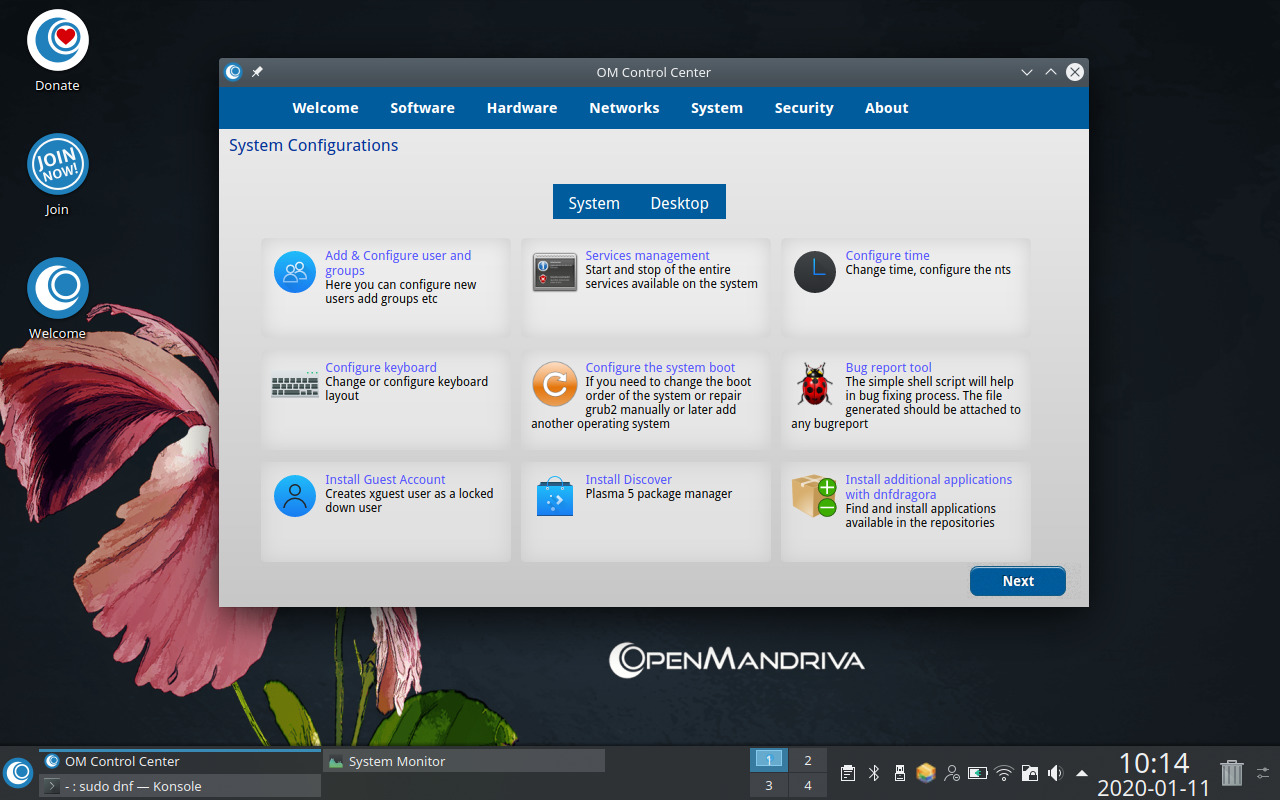 Donate
JOIN
NOW!
Join
Welcome
OM Control Center
Welcome Software Hardware Networks System Security About
System Configurations
System Desktop
Add & Configure user and
groups
Here you can configure new
users add groups etc
Services management
Start and stop of the entire
services available on the system
Configure time
Change time, configure the nts
Configure keyboard
Change or configure keyboard
layout
Configure the system boot
If you need to change the boot
order of the system or repair
grub2 manually or later add
another operating system
Bug report tool
The simple shell script will help
in bug fixing process. The file
generated should be attached to
any bugreport
Install Guest Account
Creates xguest user as a locked
down user
Install Discover
Plasma 5 package manager
Install additional applications
with dnfdragora
Find and install applications
available in the repositories
Next
OpenMandriva
OM Control Center
System Monitor
- : sudo dnf — Konsole
1 2
3 4
10:14
2020-01-11